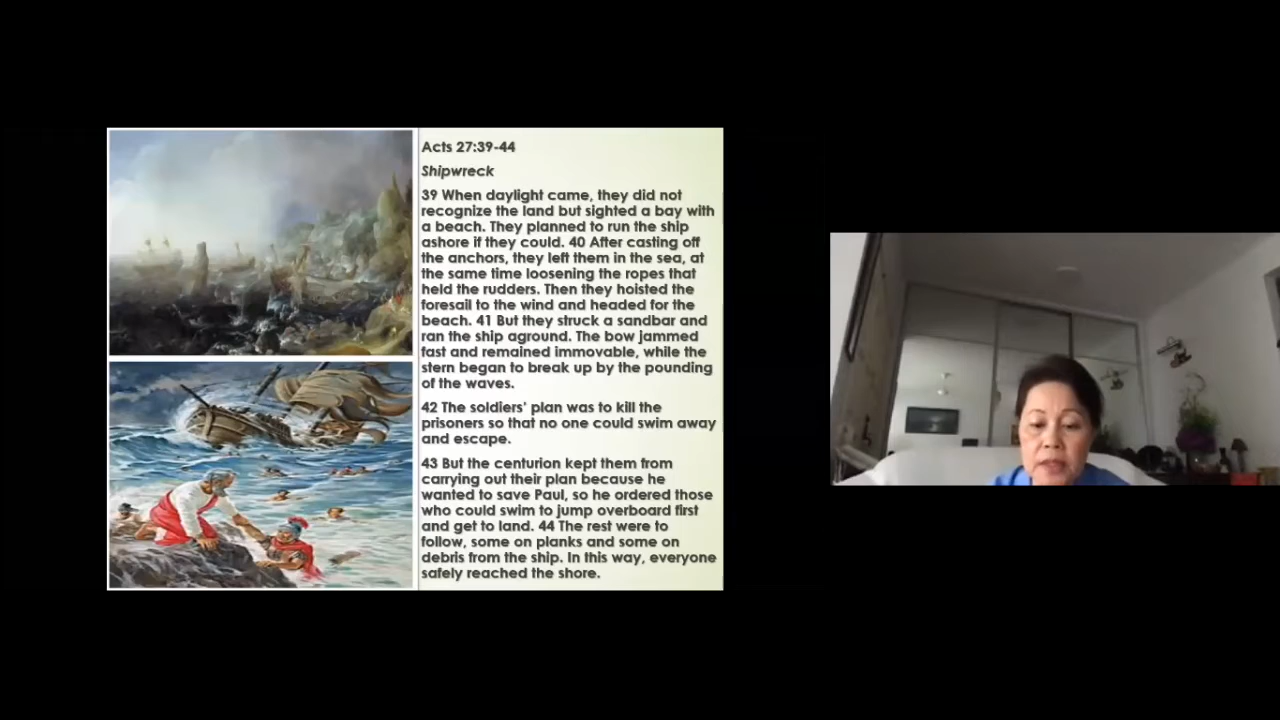 Acts 27:39-44
Shipwreck
39 When daylight came, they did not
recognize the land but sighted a bay with
a beach. They planned to run the ship
ashore if they could. 40 After casting off
the anchors, they left them in the sea, at
the same time loosening the ropes that
held the rudders. Then they hoisted the
foresail to the wind and headed for the
beach. 41 But they struck a sandbar and
ran the ship aground. The bow jammed
fast and remained immovable, while the
stern began to break up by the pounding
of the waves.
42 The soldiers' plan was to kill the
prisoners so that no one could swim away
and escape.
43 But the centurion kept them from
carrying out their plan because he
wanted to save Paul, so he ordered those
who could swim to jump overboard first
and get to land. 44 The rest were to
follow, some on planks and some on
debris from the ship. In this way, everyone
safely reached the shore.